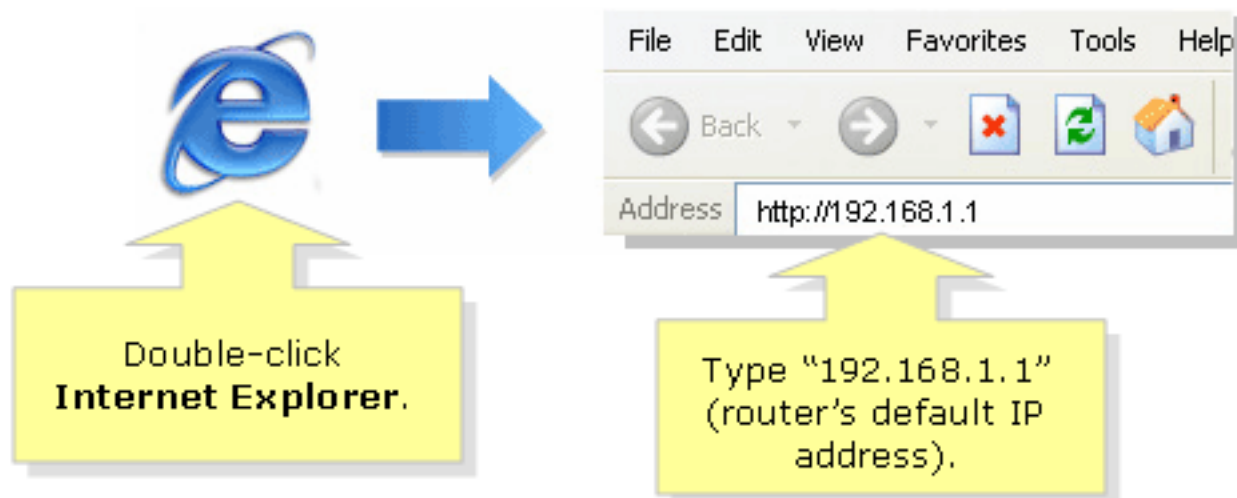 File Edit View Favorites Tools Help
Back
Address http://192.168.1.1
Double-click
Internet Explorer.
Type “192.168.1.1”
(router’s default IP
address).